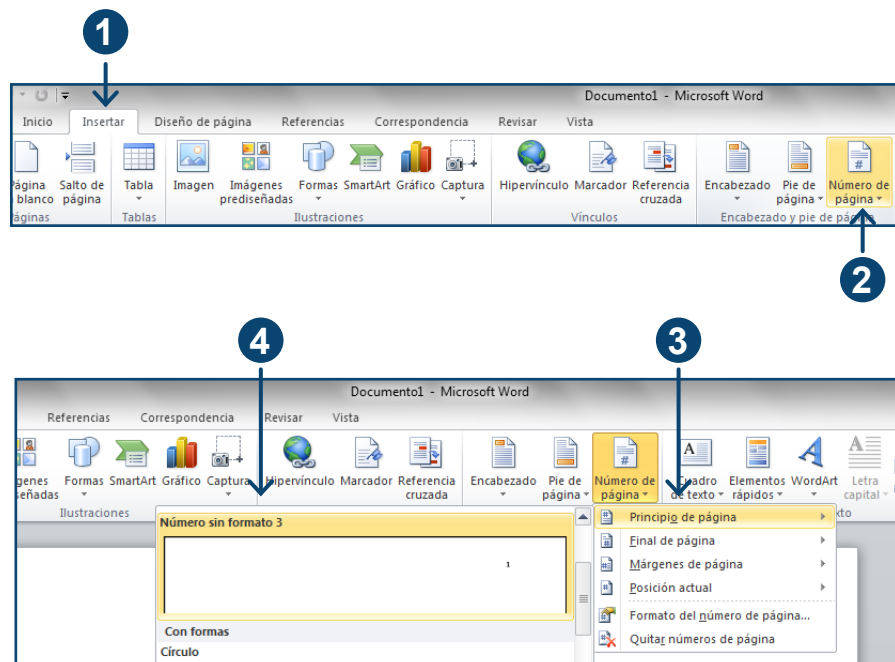 1
Documento1 - Microsoft Word
Inicio Insertar Diseño de página Referencias Correspondencia Revisar Vista
Página Salto de Tabla Imagen Imágenes Formas SmartArt Gráfico Captura Hipervínculo Marcador Referencia Encabezado Pie de Número de
blanco página prediseñadas cruzada página página
Páginas Tablas Ilustraciones Vínculos Encabezado y pie de página
2
4 3
Documento1 - Microsoft Word
Referencias Correspondencia Revisar Vista
genes Formas SmartArt Gráfico Captura Hipervínculo Marcador Referencia Encabezado Pie de Número de Cuadro Elementos WordArt Letra
señadas cruzada página página de texto rápidos capital
Ilustraciones xto
Número sin formato 3
1
Con formas
Círculo
Principio de página
Final de página
Márgenes de página
Posición actual
Formato del número de página...
Quitar números de página